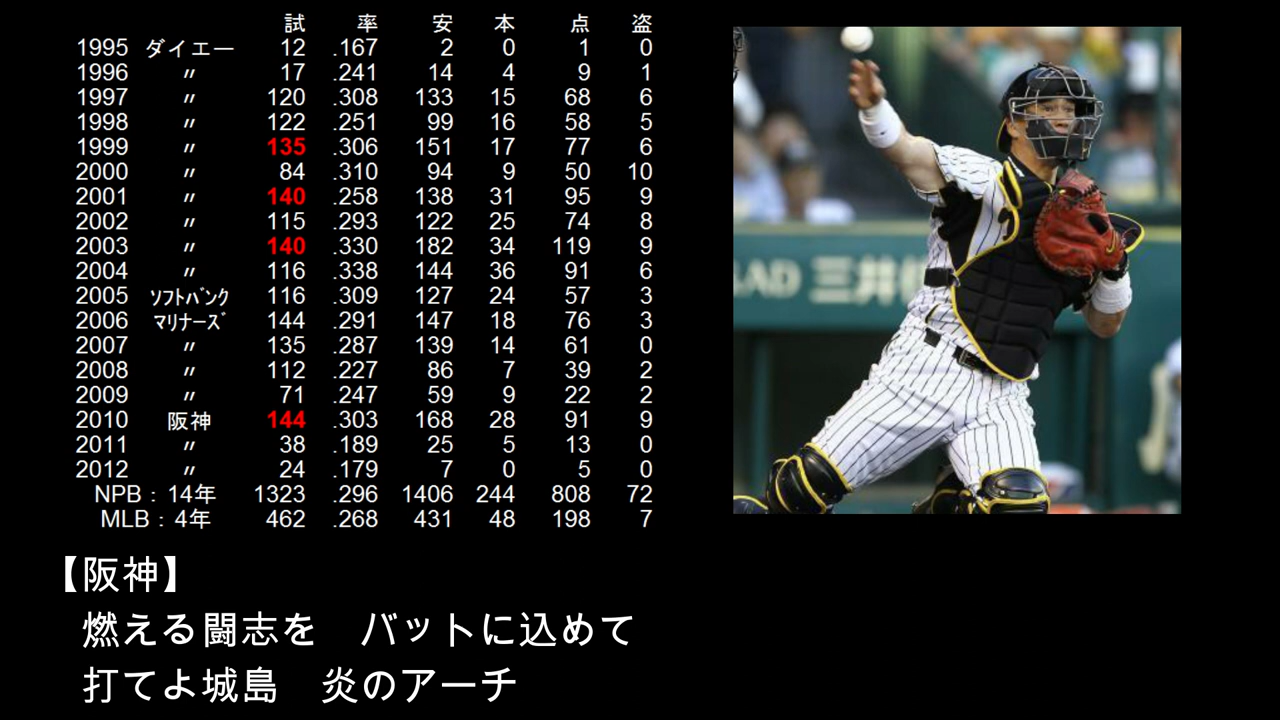 試 率 安 本 点 盗
1995 ダイエー 12 .167 2 0 1 0
1996 〃 17 .241 14 4 9 1
1997 〃 120 .308 133 15 68 6
1998 〃 122 .251 99 16 58 5
1999 〃 135 .306 151 17 77 6
2000 〃 84 .310 94 9 50 10
2001 〃 140 .258 138 31 95 9
2002 〃 115 .293 122 25 74 8
2003 〃 140 .330 182 34 119 9
2004 〃 116 .338 144 36 91 6
2005 ソフトバンク 116 .309 127 24 57 3
2006 マリナーズ 144 .291 147 18 76 3
2007 〃 135 .287 139 14 61 0
2008 〃 112 .227 86 7 39 2
2009 〃 71 .247 59 9 22 2
2010 阪神 144 .303 168 28 91 9
2011 〃 38 .189 25 5 13 0
2012 〃 24 .179 7 0 5 0
NPB：14年 1323 .296 1406 244 808 72
MLB：4年 462 .268 431 48 198 7
AD 三井
【阪神】
燃える闘志を　バットに込めて
打てよ城島　炎のアーチ